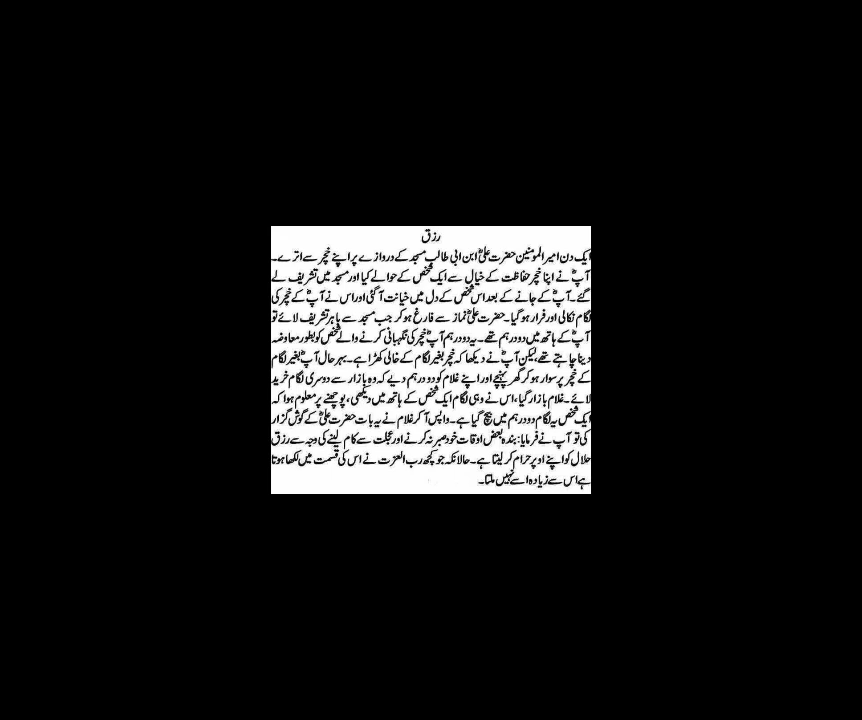 رزق
ایک دن امیر المومنین حضرت علیؓ ابن ابی طالب مسجد کے دروازے پر اپنے خچر سے اترے۔
آپؓ نے اپنا خچر حفاظت کے خیال سے ایک شخص کے حوالے کیا اور مسجد میں تشریف لے
گئے۔ آپؓ کے جانے کے بعد اس شخص کے دل میں خیانت آگئی اور اس نے آپؓ کے خچر کی
لگام نکالی اور فرار ہو گیا۔ حضرت علیؓ نماز سے فارغ ہو کر جب مسجد سے باہر تشریف لائے تو
آپؓ کے ہاتھ میں دو درہم تھے۔ یہ دو درہم آپؓ خچر کی نگہبانی کرنے والے شخص کو بطور معاوضہ
دینا چاہتے تھے، لیکن آپؓ نے دیکھا کہ خچر بغیر لگام کے خالی کھڑا ہے۔ بہر حال آپؓ بغیر لگام
کے خچر پر سوار ہو کر گھر پہنچے اور اپنے غلام کو دو درہم دیے کہ وہ بازار سے دوسری لگام خرید
لائے۔ غلام بازار گیا، اس نے وہی لگام ایک شخص کے ہاتھ میں دیکھی، پوچھنے پر معلوم ہوا کہ
ایک شخص یہ لگام دو درہم میں بیچ گیا ہے۔ واپس آ کر غلام نے یہ بات حضرت علیؓ کے گوش گزار
کی تو آپ نے فرمایا: بندہ بعض اوقات خود صبر نہ کرنے اور عجلت سے کام لینے کی وجہ سے رزق
حلال کو اپنے اوپر حرام کر لیتا ہے۔ حالانکہ جو کچھ رب العزت نے اس کی قسمت میں لکھا ہوتا
ہے اس سے زیادہ اسے نہیں ملتا۔